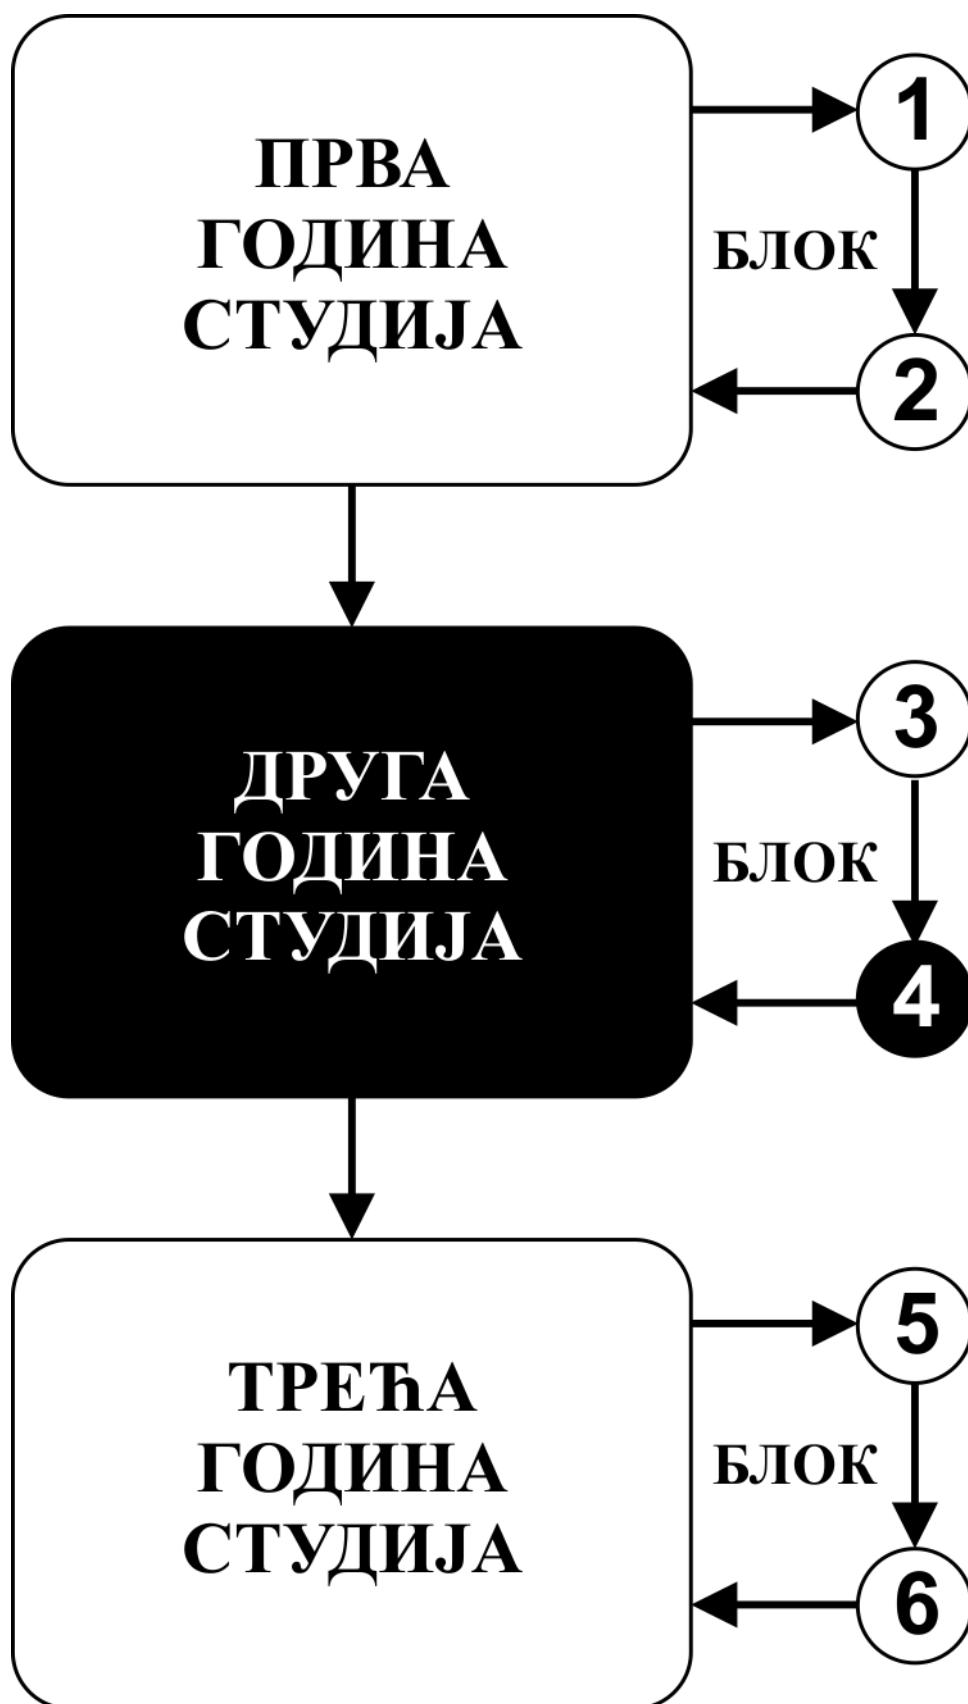 ПРВА
ГОДИНА
СТУДИЈА
1
БЛОК
2
ДРУГА
ГОДИНА
СТУДИЈА
3
БЛОК
4
ТРЕЋА
ГОДИНА
СТУДИЈА
5
БЛОК
6